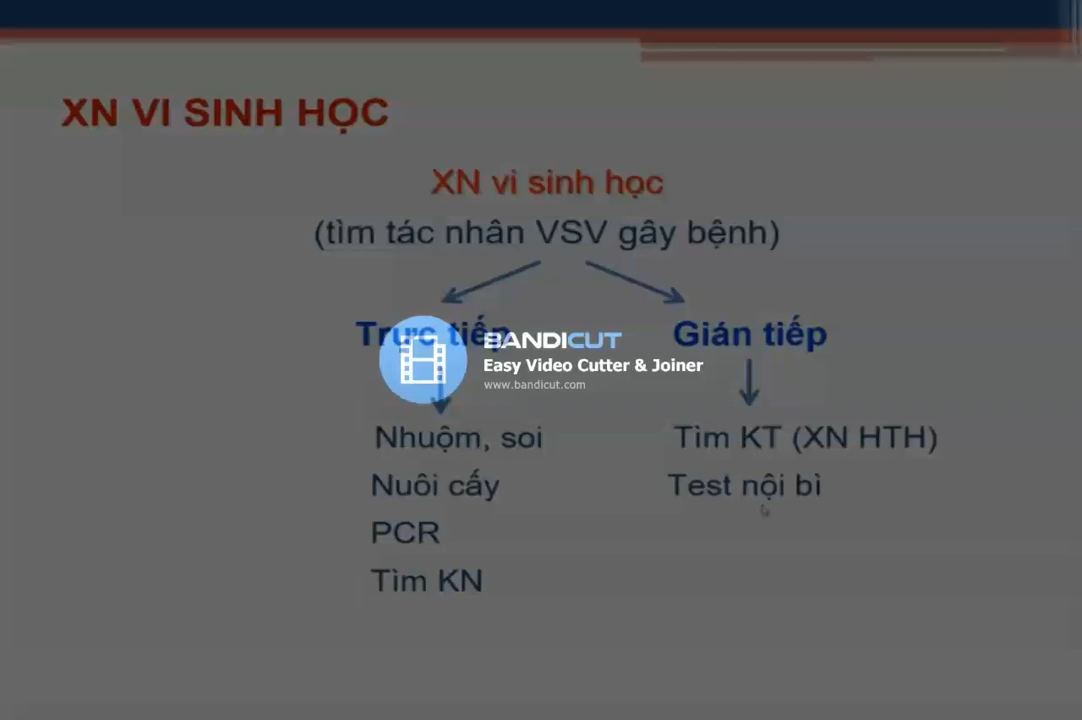 XN VI SINH HỌC
XN vi sinh học
(tìm tác nhân VSV gây bệnh)
Trực tiếp
Gián tiếp
BANDICUT
Easy Video Cutter & Joiner
www.bandicut.com
Nhuộm, soi
Tìm KT (XN HTH)
Nuôi cấy
Test nội bì
PCR
Tìm KN